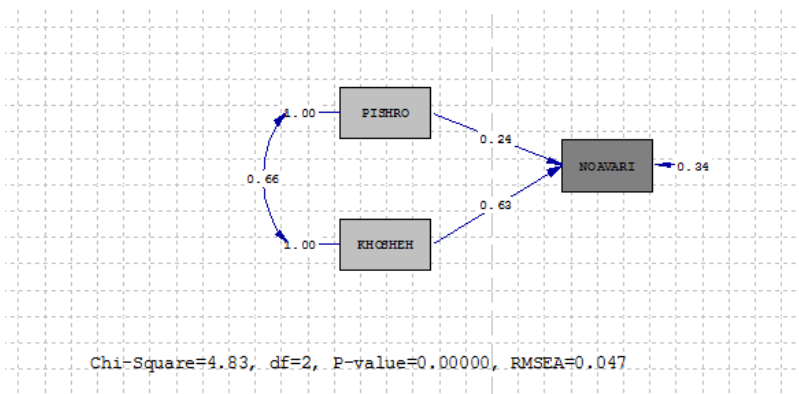 1.00
PISHRO
0.24
NOAVARI
0.34
0.66
0.63
1.00
KHOSHEH
Chi-Square=4.83, df=2, P-value=0.00000, RMSEA=0.047